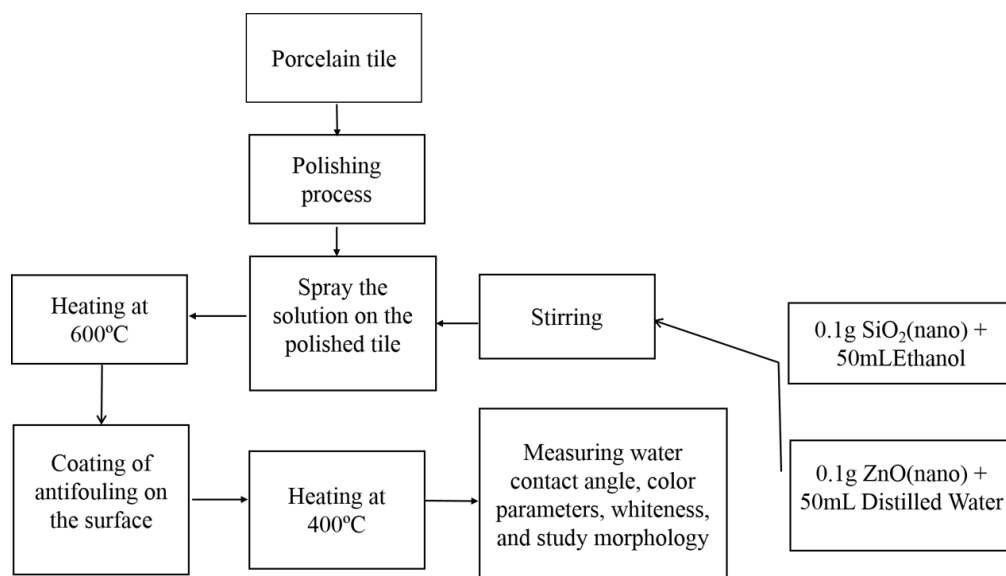 Porcelain tile
Polishing
process
Spray the
solution on the
polished tile
Stirring
0.1g SiO₂(nano) +
50mLEthanol
0.1g ZnO(nano) +
50mL Distilled Water
Heating at
600ºC
Coating of
antifouling on
the surface
Heating at
400ºC
Measuring water
contact angle, color
parameters, whiteness,
and study morphology